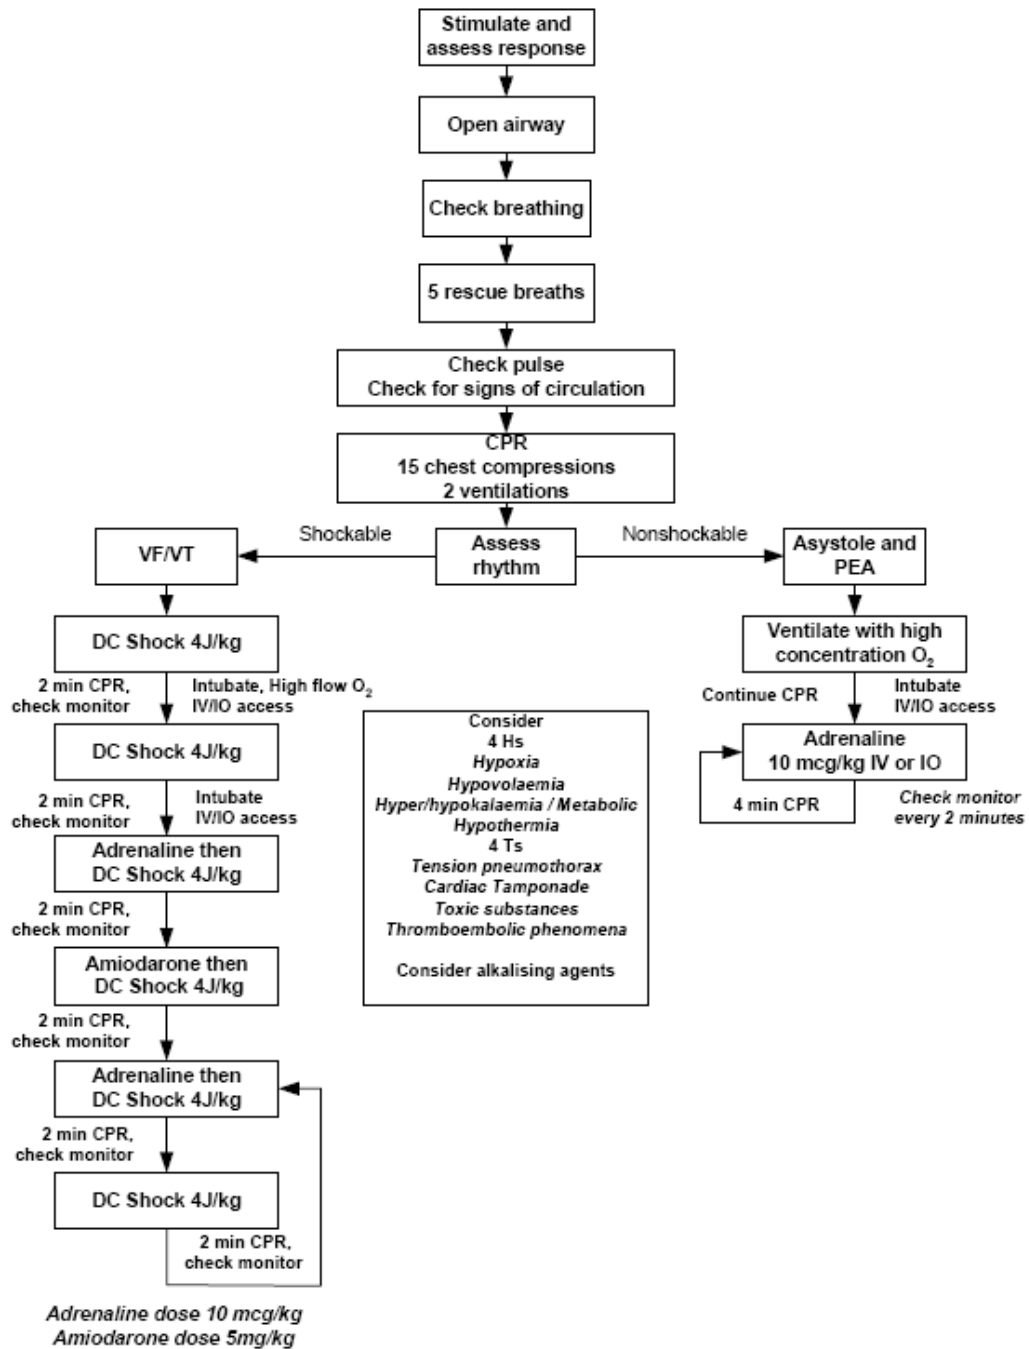 Stimulate and
assess response
Open airway
Check breathing
5 rescue breaths
Check pulse
Check for signs of circulation
CPR
15 chest compressions
2 ventilations
Assess
rhythm
Shockable
Nonshockable
VF/VT
DC Shock 4J/kg
2 min CPR,
check monitor
Intubate, High flow O₂
IV/IO access
DC Shock 4J/kg
2 min CPR,
check monitor
Intubate
IV/IO access
Adrenaline then
DC Shock 4J/kg
2 min CPR,
check monitor
Amiodarone then
DC Shock 4J/kg
2 min CPR,
check monitor
Adrenaline then
DC Shock 4J/kg
2 min CPR,
check monitor
DC Shock 4J/kg
2 min CPR,
check monitor
Adrenaline dose 10 mcg/kg
Amiodarone dose 5mg/kg
Consider
4 Hs
Hypoxia
Hypovolaemia
Hyper/hypokalaemia / Metabolic
Hypothermia
4 Ts
Tension pneumothorax
Cardiac Tamponade
Toxic substances
Thromboembolic phenomena
Consider alkalising agents
Asystole and
PEA
Ventilate with high
concentration O₂
Continue CPR
Intubate
IV/IO access
Adrenaline
10 mcg/kg IV or IO
4 min CPR
Check monitor
every 2 minutes